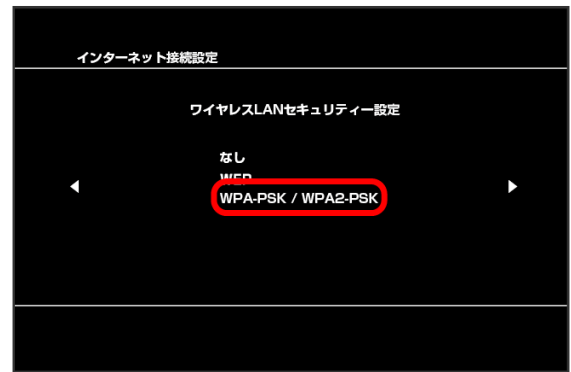 インターネット接続設定
ワイヤレスLANセキュリティー設定
なし
WEP
WPA-PSK / WPA2-PSK